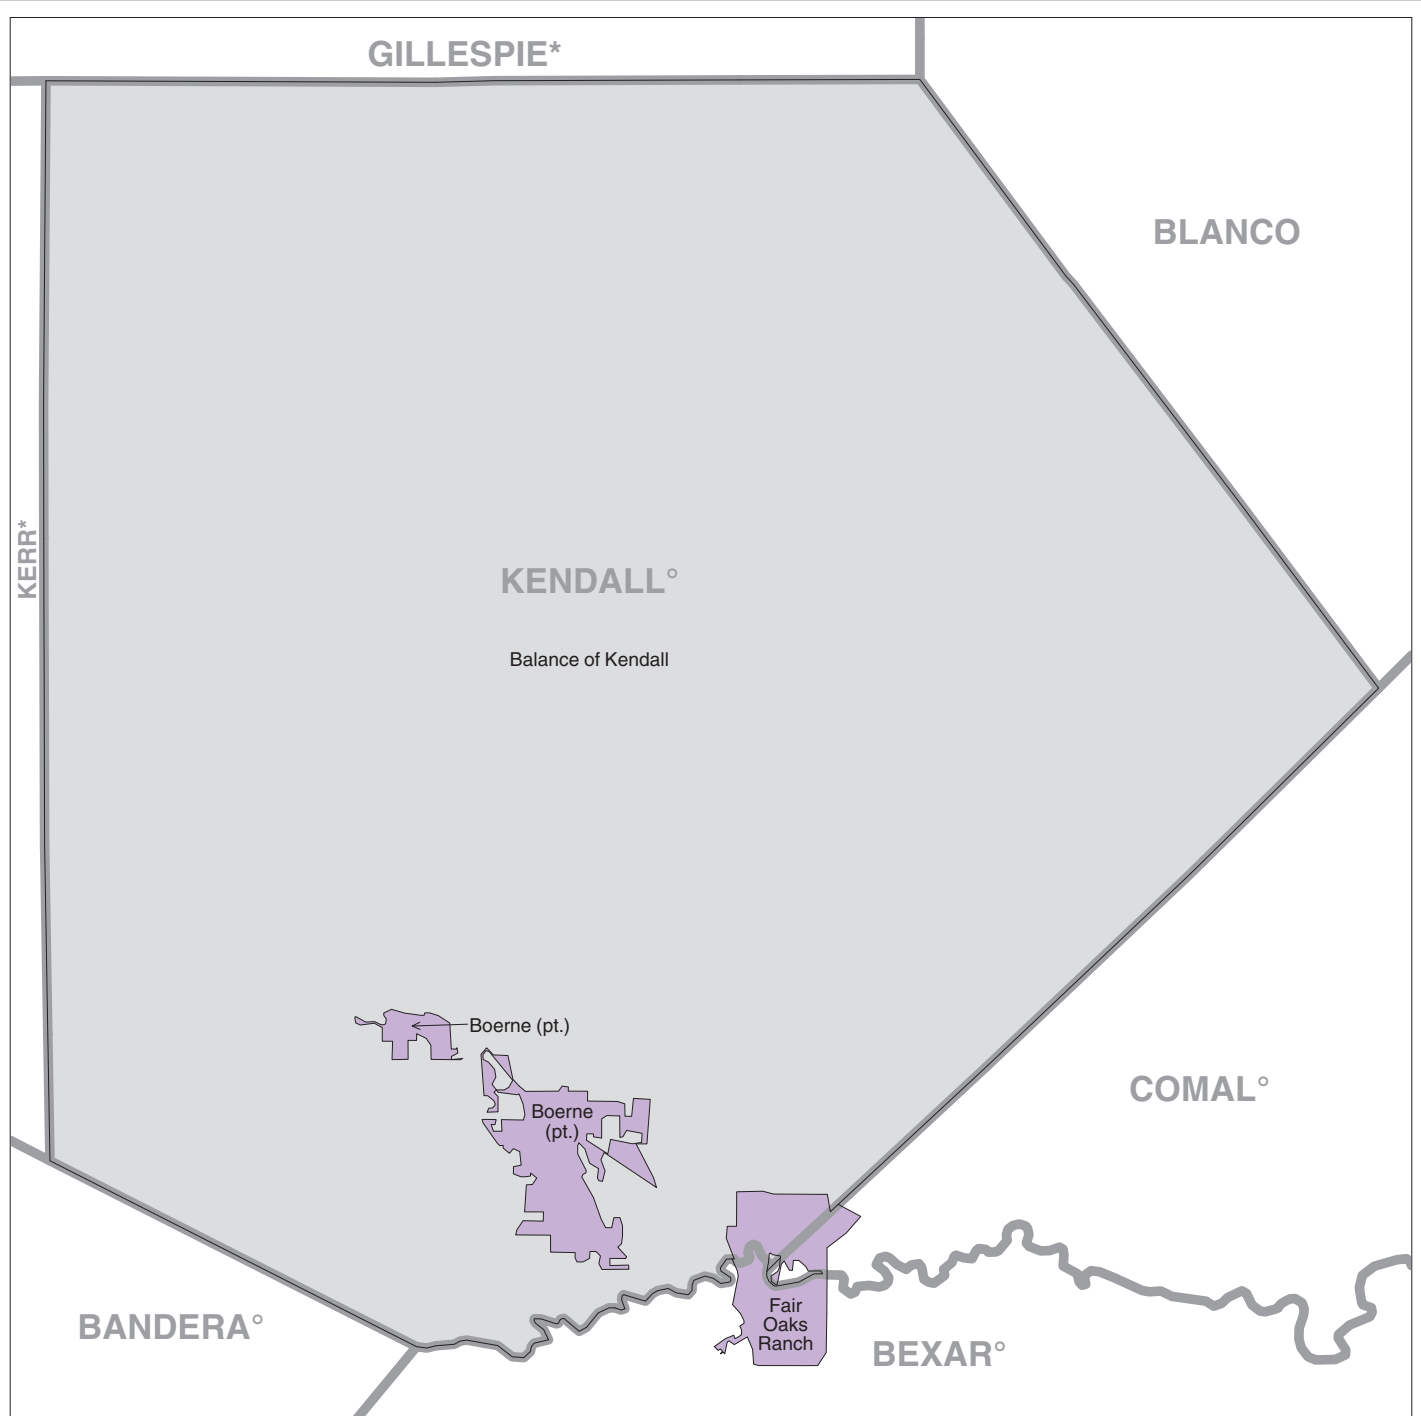 GILLESPIE*
BLANCO
KERR*
KENDALL°
Balance of Kendall
Boerne (pt.)
Boerne
(pt.)
COMAL°
Fair
Oaks
Ranch
BANDERA°
BEXAR°